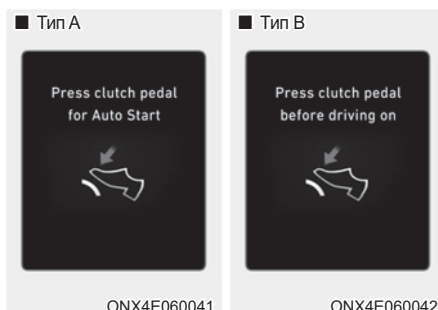 ■ Тип A
Press clutch pedal
for Auto Start
ONX4E060041
■ Тип B
Press clutch pedal
before driving on
ONX4E060042